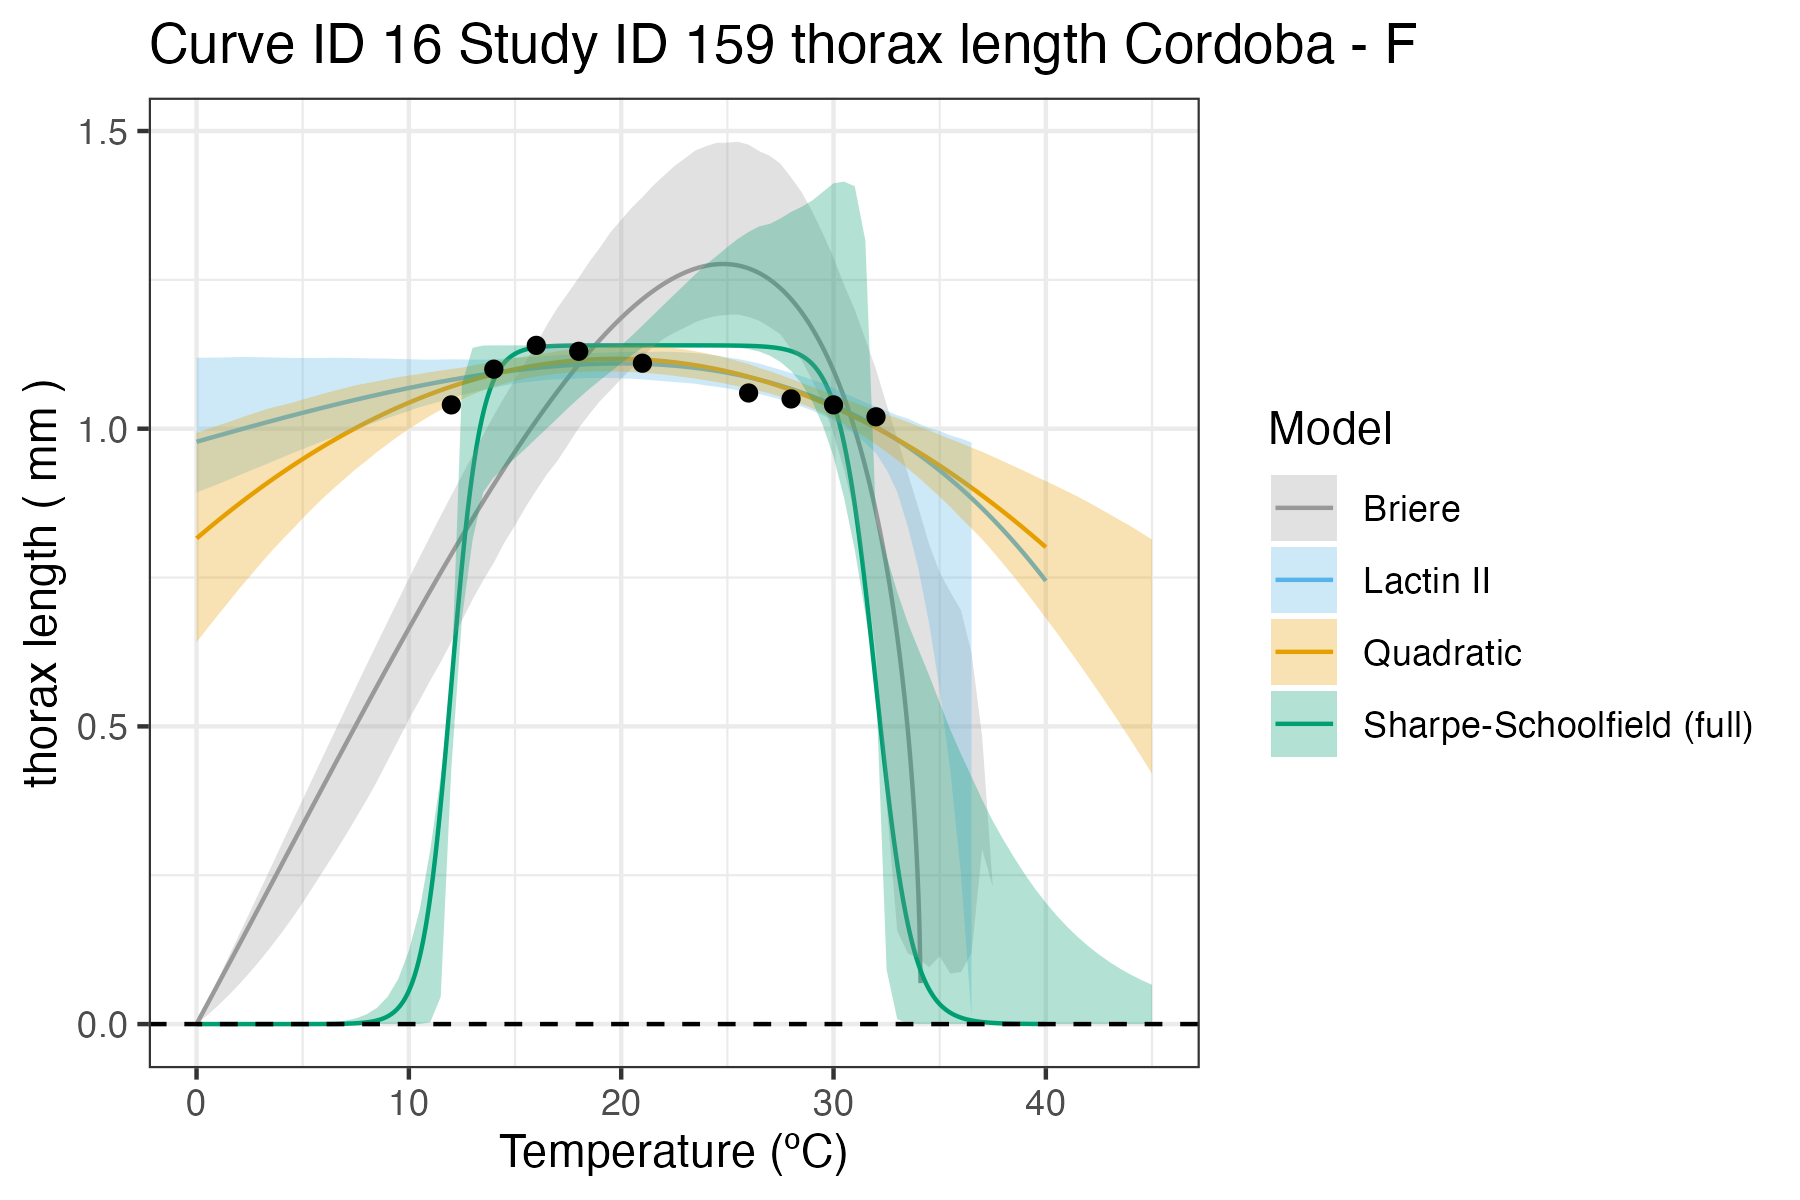 Curve ID 16 Study ID 159 thorax length Cordoba - F
1.5
1.0
0.5
0.0
thorax length ( mm )
0 10 20 30 40
Temperature (ºC)
Model
Briere
Lactin II
Quadratic
Sharpe-Schoolfield (full)